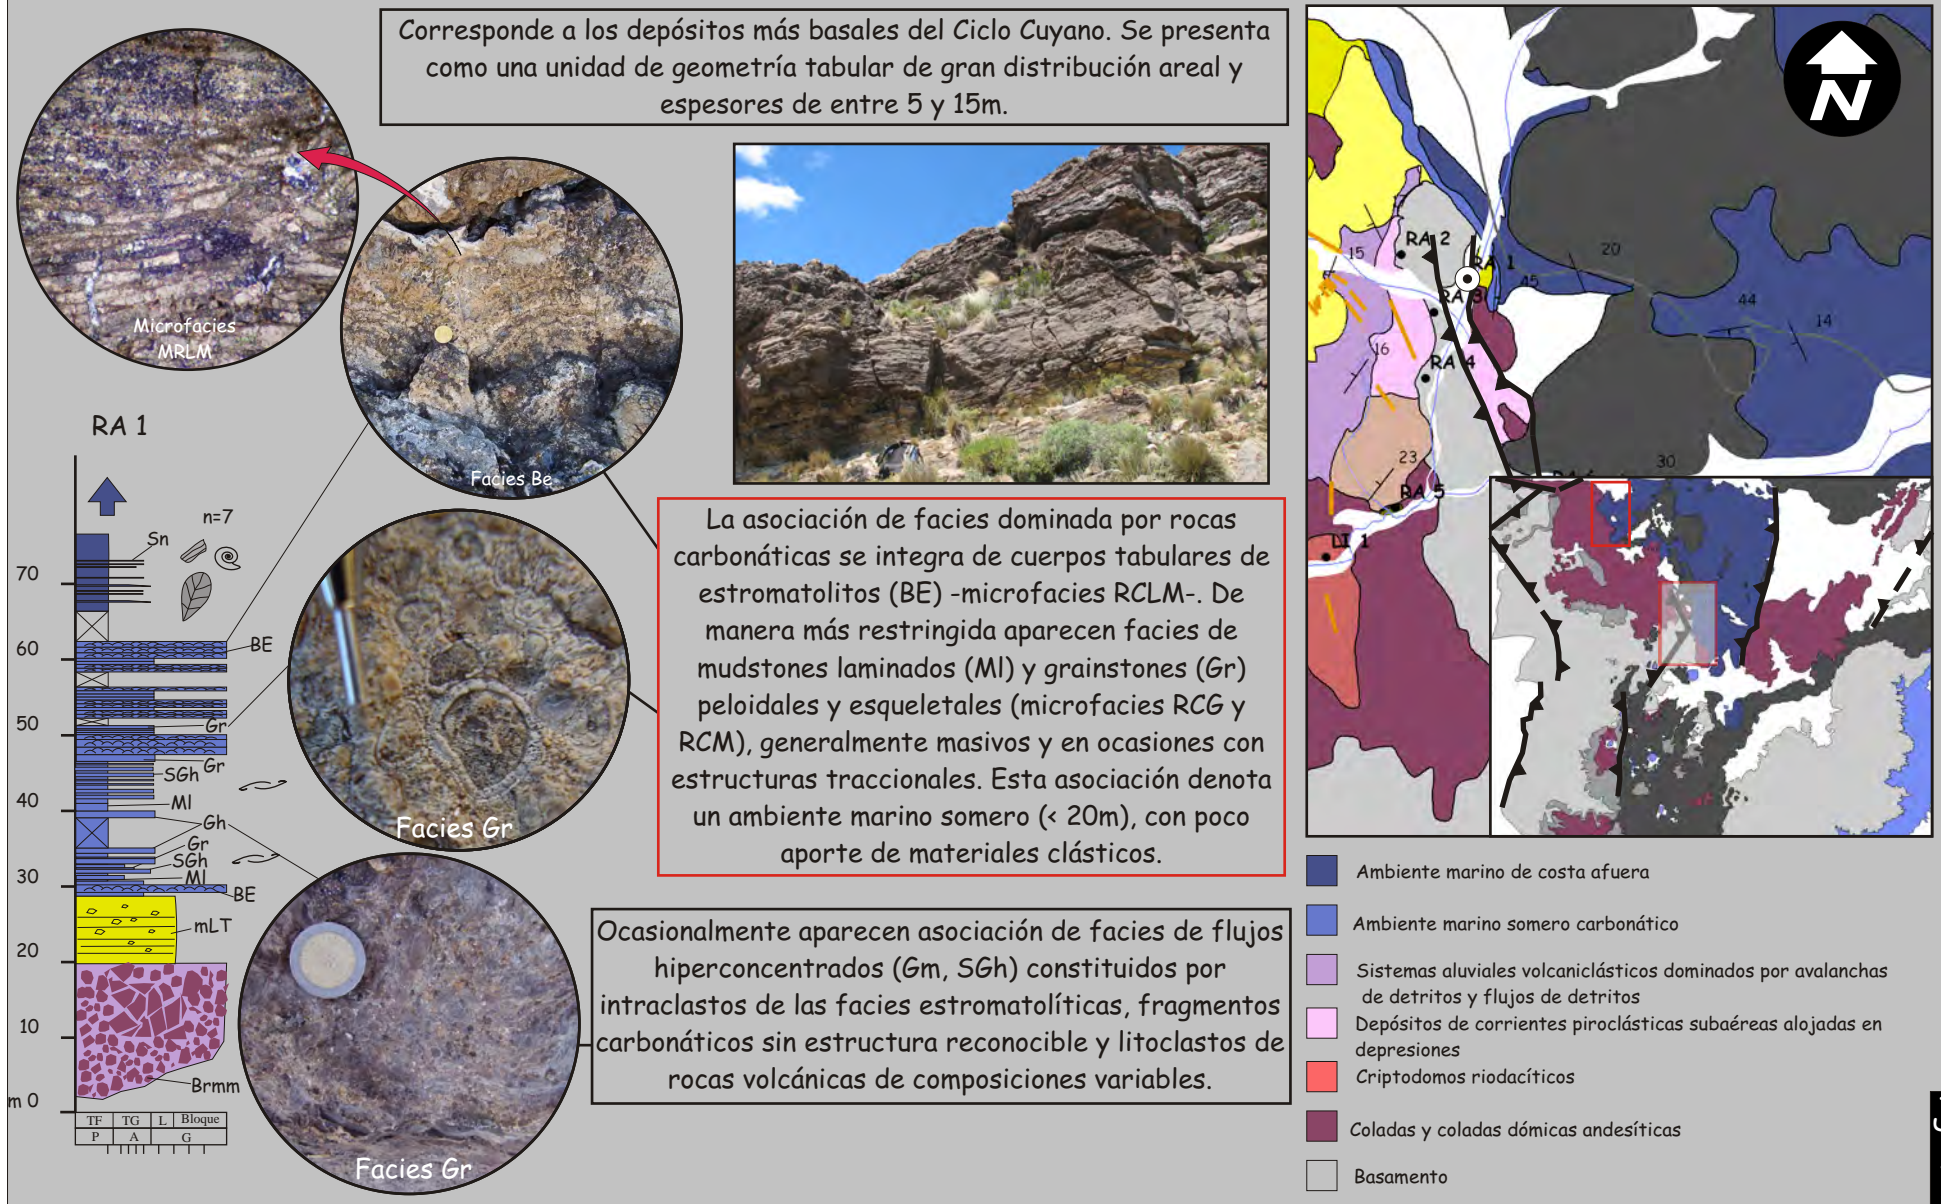 Corresponde a los depósitos más basales del Ciclo Cuyano. Se presenta
como una unidad de geometría tabular de gran distribución areal y
espesores de entre 5 y 15m.
Microfacies
MRLM
Facies Be
RA 1
n=7
Sn
70
60
BE
50
Gr
Gr
SGh
40
Ml
Gh
Gr
SGh
30
Ml
BE
mLT
20
10
Brmm
m 0
TF TG L Bloque
P A G
Facies Gr
Facies Gr
La asociación de facies dominada por rocas
carbonáticas se integra de cuerpos tabulares de
estromatolitos (BE) -microfacies RCLM-. De
manera más restringida aparecen facies de
mudstones laminados (Ml) y grainstones (Gr)
peloidales y esqueletales (microfacies RCG y
RCM), generalmente masivos y en ocasiones con
estructuras traccionales. Esta asociación denota
un ambiente marino somero (< 20m), con poco
aporte de materiales clásticos.
Ocasionalmente aparecen asociación de facies de flujos
hiperconcentrados (Gm, SGh) constituidos por
intraclastos de las facies estromatolíticas, fragmentos
carbonáticos sin estructura reconocible y litoclastos de
rocas volcánicas de composiciones variables.
N
RA 2
15
RA 1
20
45
RA 3
44
14
16
RA 4
23
30
RA 5
LI 1
Ambiente marino de costa afuera
Ambiente marino somero carbonático
Sistemas aluviales volcaniclásticos dominados por avalanchas
de detritos y flujos de detritos
Depósitos de corrientes piroclásticas subaéreas alojadas en
depresiones
Criptodomos riodacíticos
Coladas y coladas dómicas andesíticas
Basamento